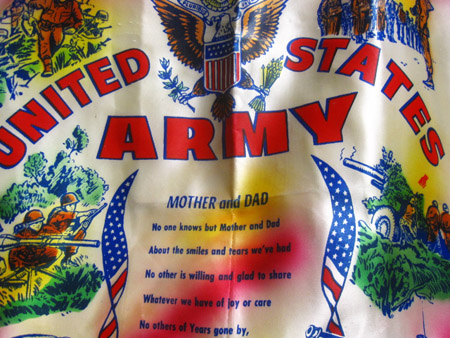 UNITED STATES
ARMY
MOTHER and DAD
No one knows but Mother and Dad
About the smiles and tears we've had
No other is willing and glad to share
Whatever we have of joy or care
No others of Years gone by,